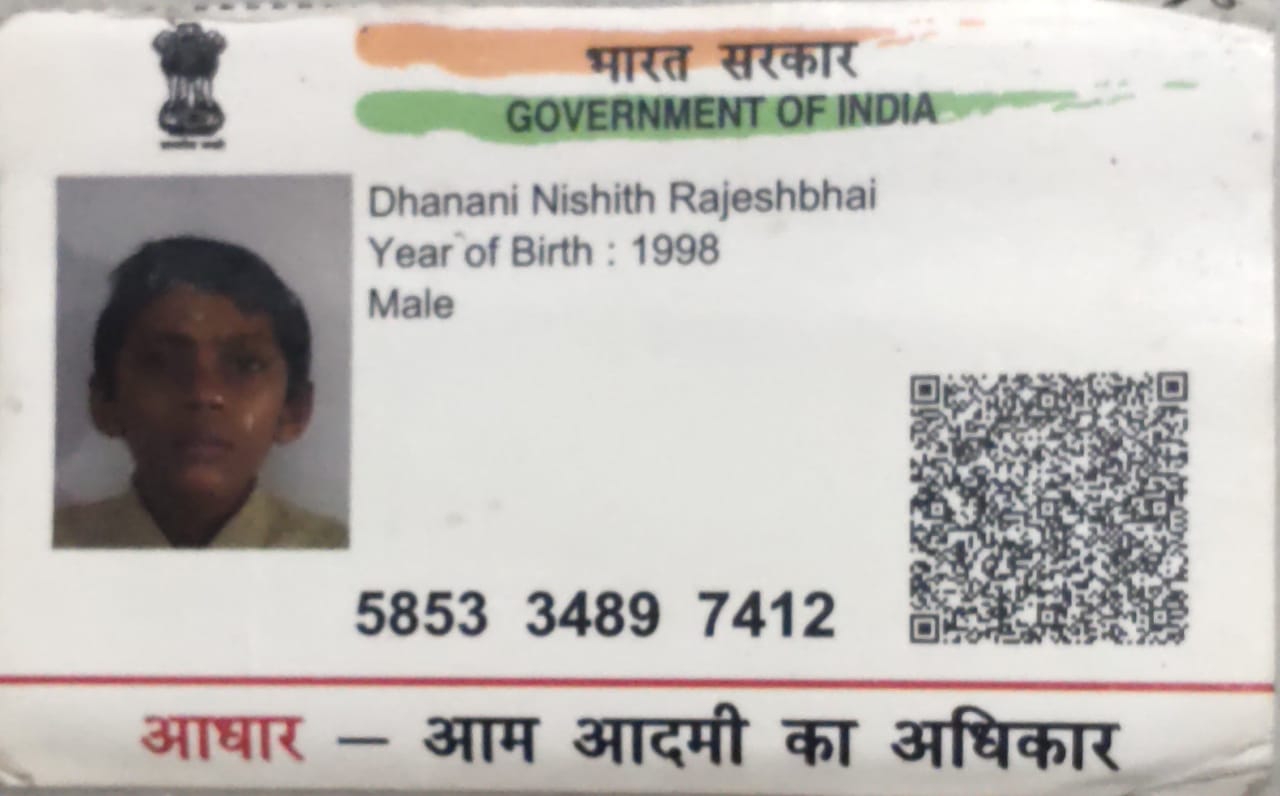 भारत सरकार
GOVERNMENT OF INDIA
Dhanani Nishith Rajeshbhai
Year of Birth : 1998
Male
5853 3489 7412
आधार – आम आदमी का अधिकार